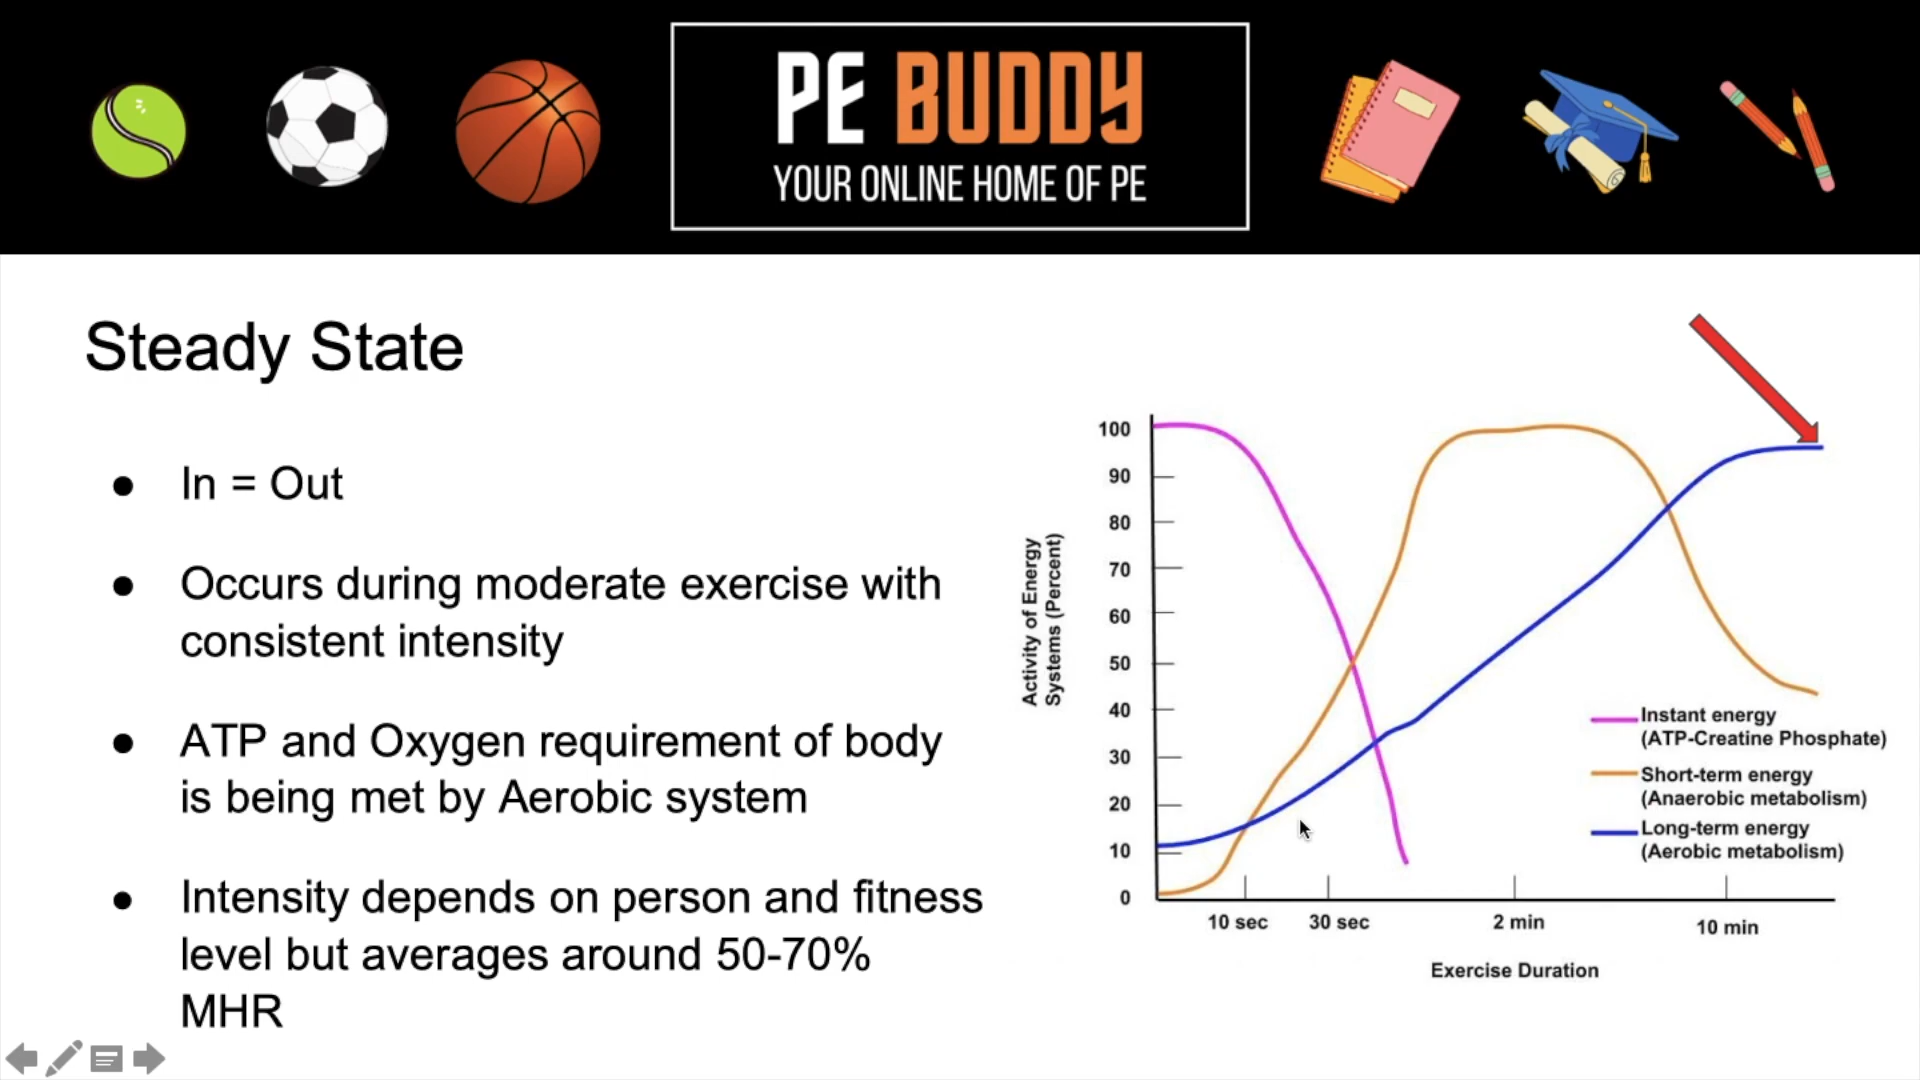 PE BUDDY
YOUR ONLINE HOME OF PE
Steady State
● In = Out
● Occurs during moderate exercise with
consistent intensity
● ATP and Oxygen requirement of body
is being met by Aerobic system
● Intensity depends on person and fitness
level but averages around 50-70%
MHR
Activity of Energy
Systems (Percent)
100
90
80
70
60
50
40
30
20
10
0
10 sec
30 sec
2 min
10 min
Exercise Duration
Instant energy
(ATP-Creatine Phosphate)
Short-term energy
(Anaerobic metabolism)
Long-term energy
(Aerobic metabolism)